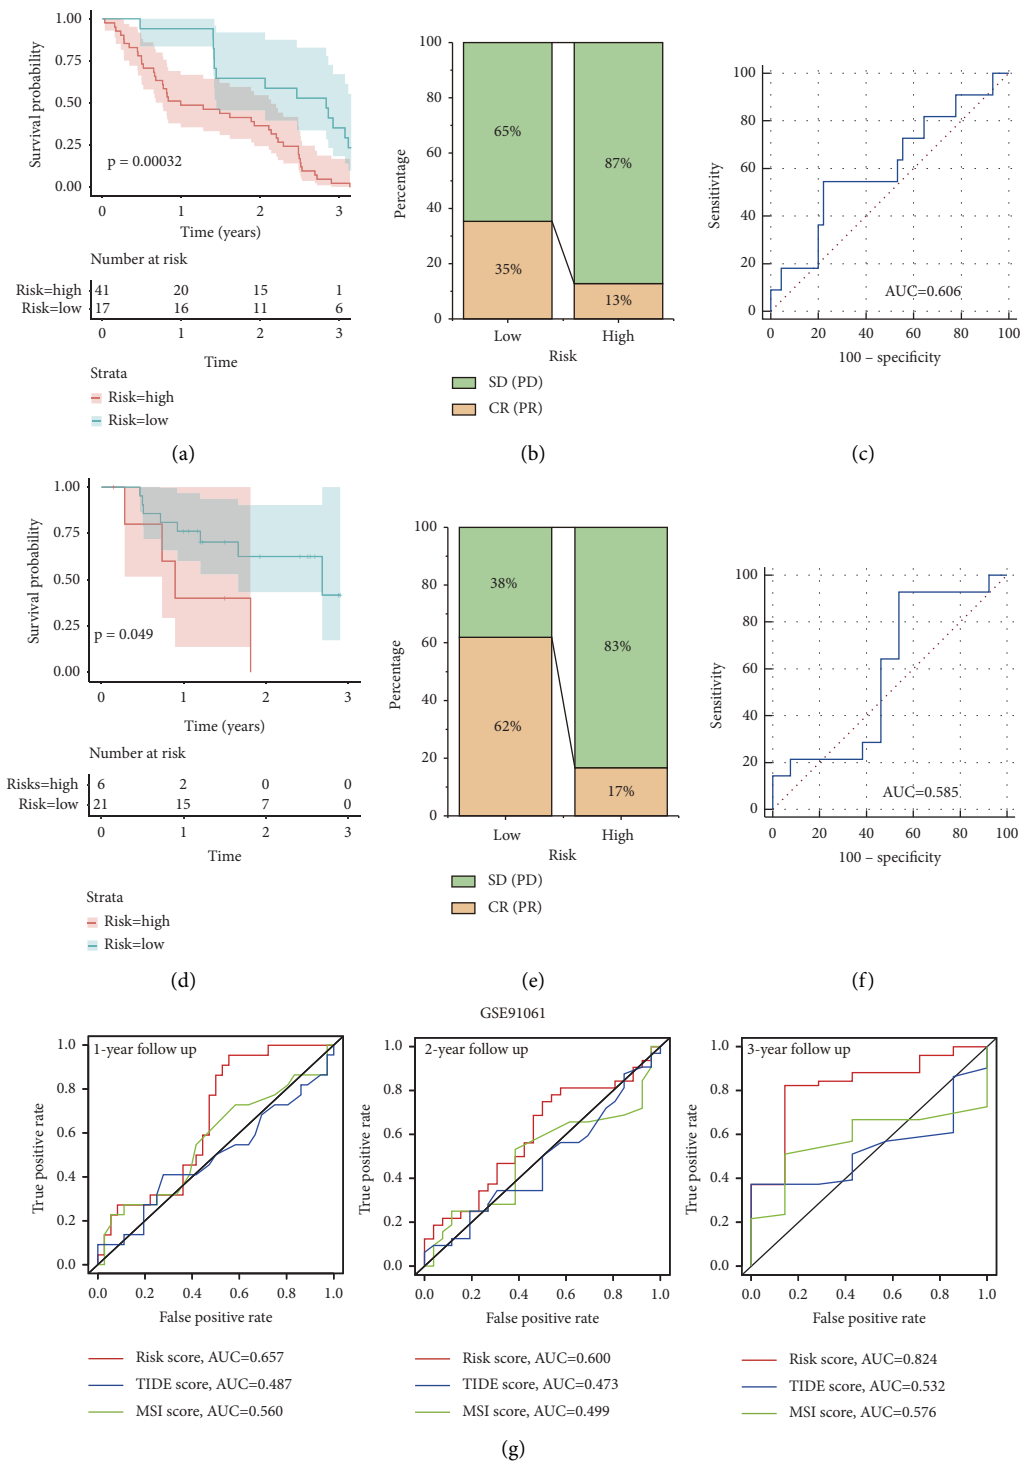 1.00
0.75
0.50
0.25
0.00
Survival probability
p = 0.00032
0 1 2 3
Time (years)
Number at risk
Risk=high 41 20 15 1
Risk=low 17 16 11 6
0 1 2 3
Time
Strata
Risk=high
Risk=low
(a)
100
80
60
40
20
0
Percentage
65%
87%
35%
13%
Low High
Risk
SD (PD)
CR (PR)
(b)
100
80
60
40
20
0
Sensitivity
AUC=0.606
0 20 40 60 80 100
100 – specificity
(c)
1.00
0.75
0.50
0.25
0.00
Survival probability
p = 0.049
0 1 2 3
Time (years)
Number at risk
Risks=high 6 2 0 0
Risk=low 21 15 7 0
0 1 2 3
Time
Strata
Risk=high
Risk=low
(d)
100
80
60
40
20
0
Percentage
38%
83%
62%
17%
Low High
Risk
SD (PD)
CR (PR)
(e)
100
80
60
40
20
0
Sensitivity
AUC=0.585
0 20 40 60 80 100
100 – specificity
(f)
GSE91061
1-year follow up
1.0
0.8
0.6
0.4
0.2
0.0
True positive rate
0.0 0.2 0.4 0.6 0.8 1.0
False positive rate
Risk score, AUC=0.657
TIDE score, AUC=0.487
MSI score, AUC=0.560
2-year follow up
1.0
0.8
0.6
0.4
0.2
0.0
True positive rate
0.0 0.2 0.4 0.6 0.8 1.0
False positive rate
Risk score, AUC=0.600
TIDE score, AUC=0.473
MSI score, AUC=0.499
3-year follow up
1.0
0.8
0.6
0.4
0.2
0.0
True positive rate
0.0 0.2 0.4 0.6 0.8 1.0
False positive rate
Risk score, AUC=0.824
TIDE score, AUC=0.532
MSI score, AUC=0.576
(g)